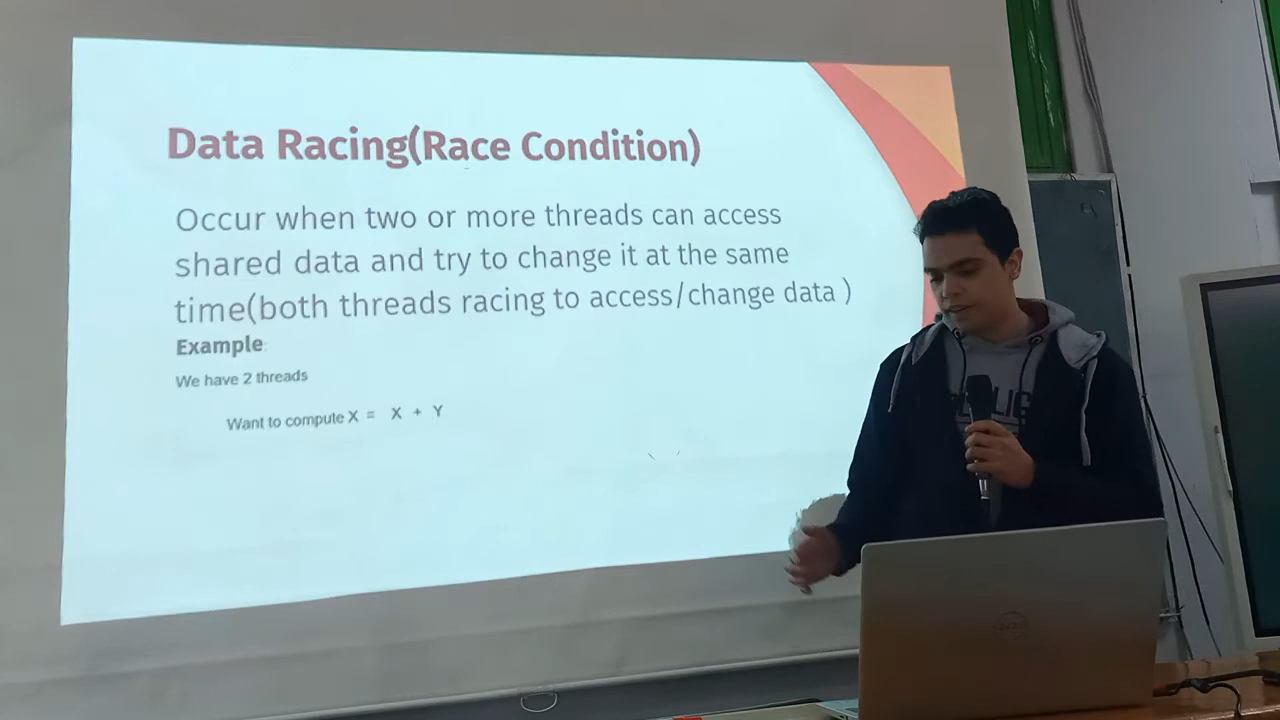 Data Racing(Race Condition)
Occur when two or more threads can access
shared data and try to change it at the same
time(both threads racing to access/change data )
Example
We have 2 threads
Want to compute X = X + Y
DELL